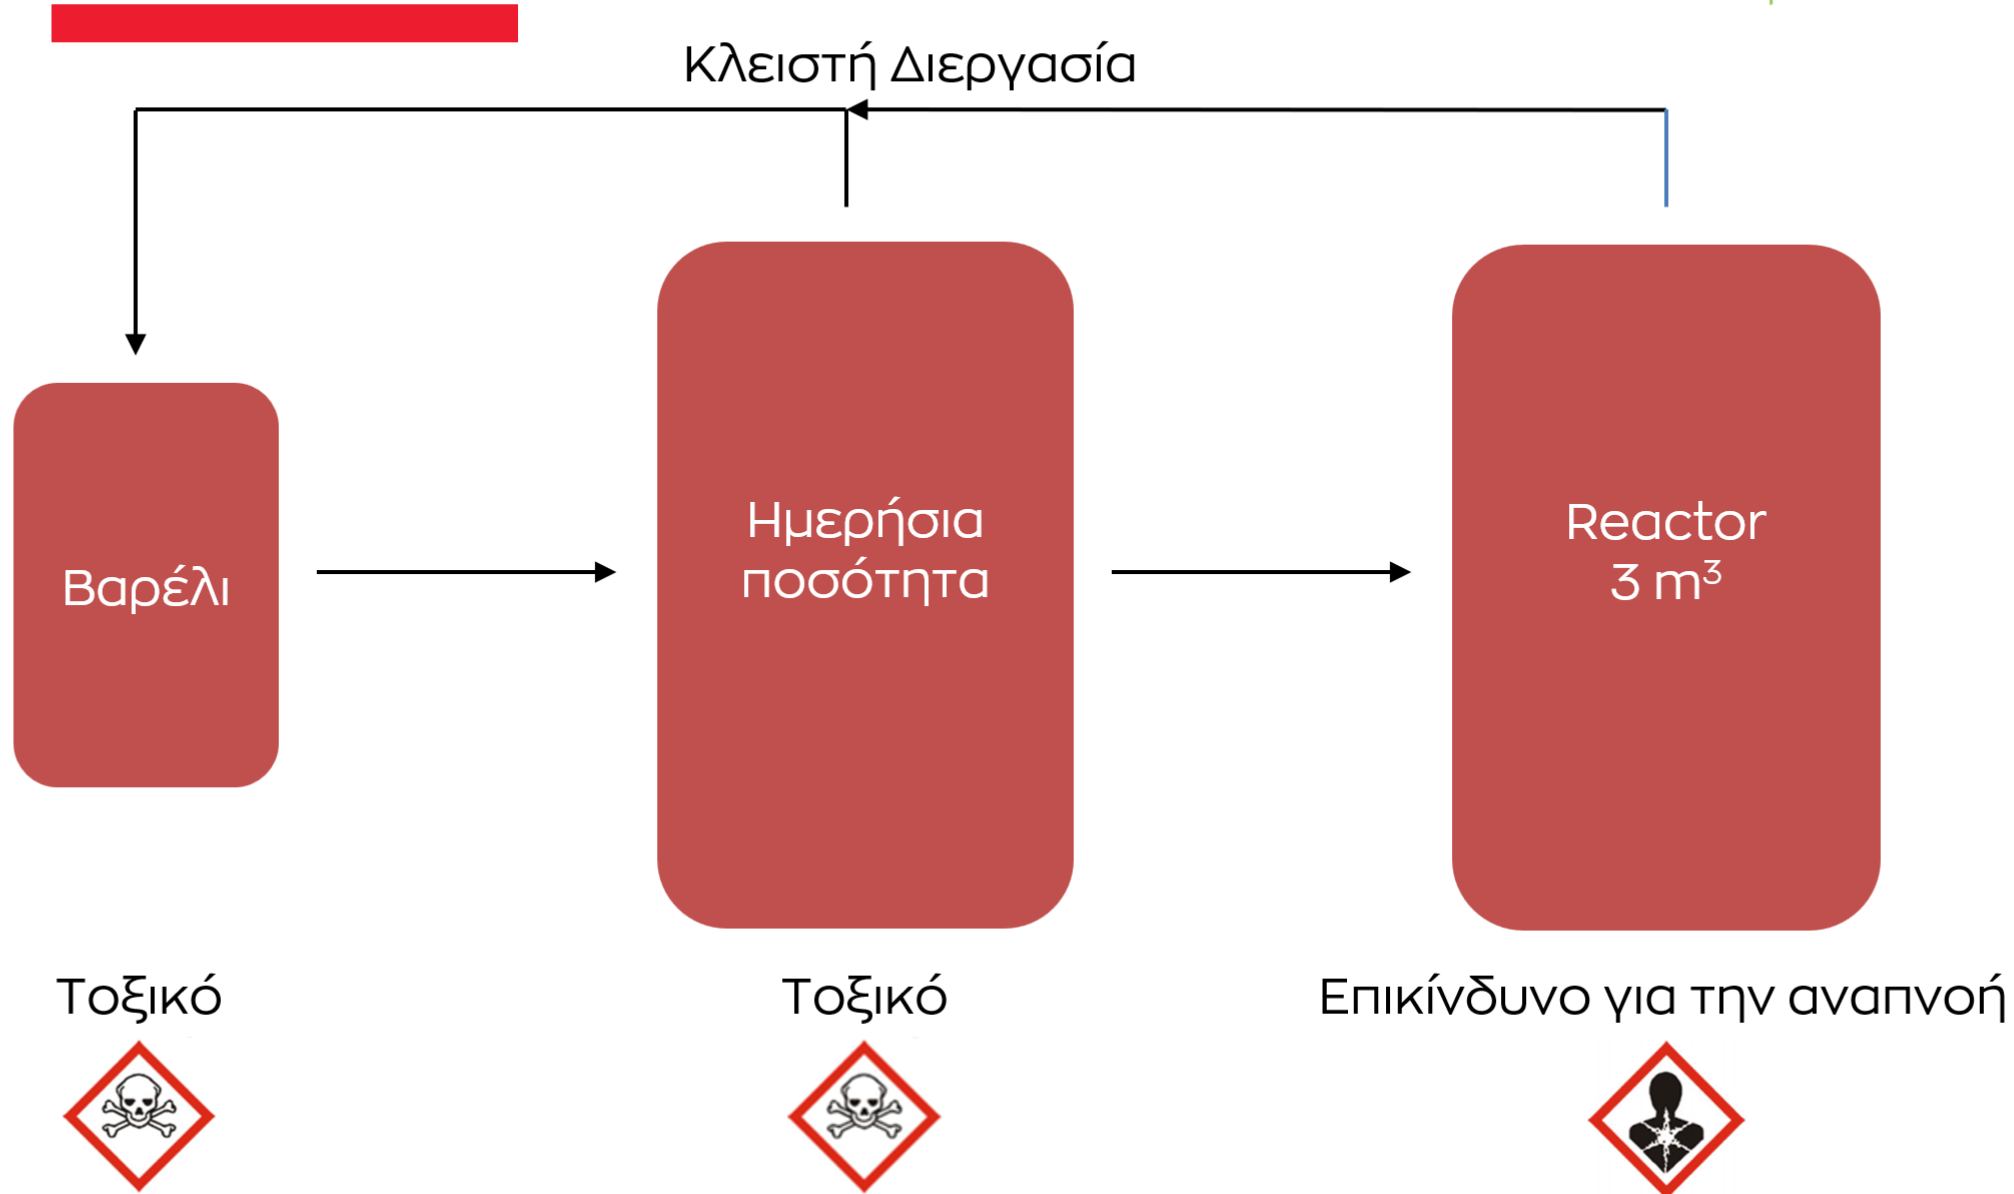 Κλειστή Διεργασία
Βαρέλι
Ημερήσια
ποσότητα
Reactor
3 m³
Τοξικό
Τοξικό
Επικίνδυνο για την αναπνοή